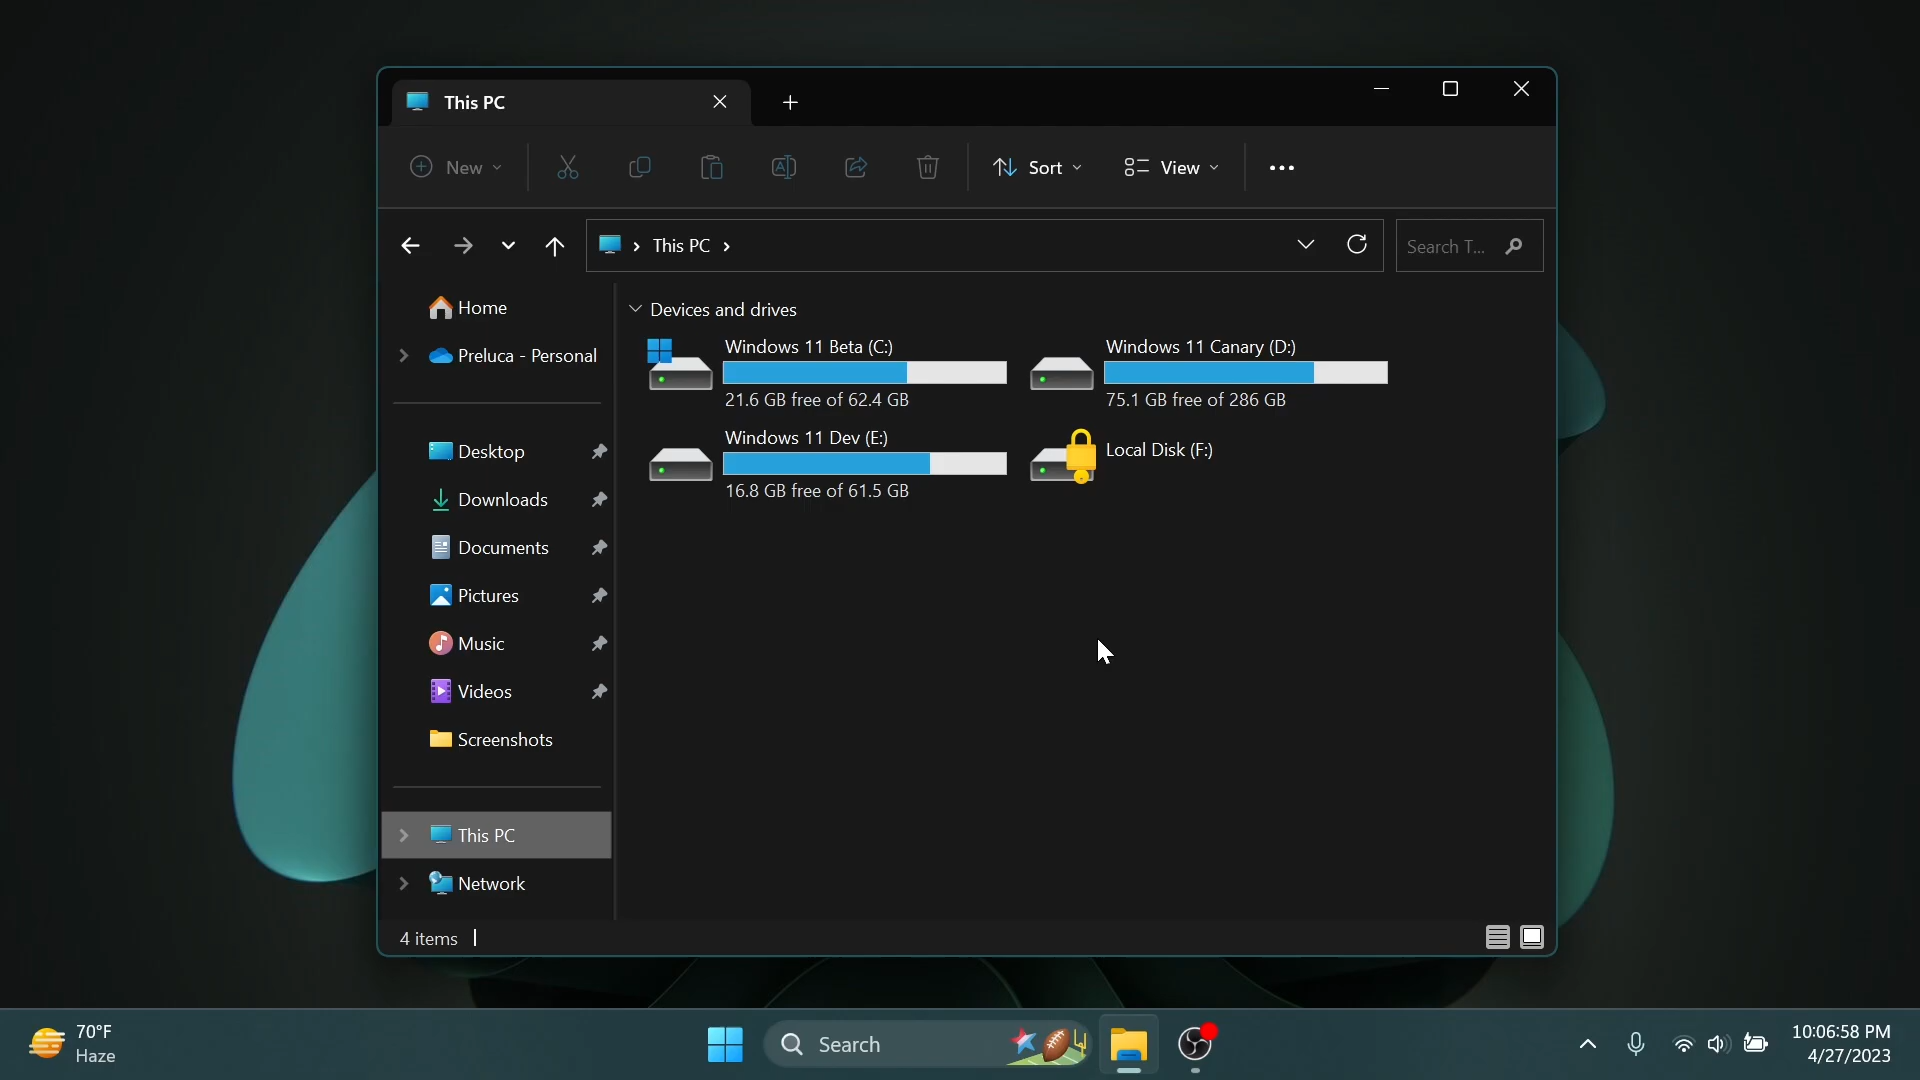 This PC
New
Sort
View
This PC
Search T...
Home
Preluca - Personal
Desktop
Downloads
Documents
Pictures
Music
Videos
Screenshots
This PC
Network
Devices and drives
Windows 11 Beta (C:)
21.6 GB free of 62.4 GB
Windows 11 Canary (D:)
75.1 GB free of 286 GB
Windows 11 Dev (E:)
16.8 GB free of 61.5 GB
Local Disk (F:)
4 items
70°F
Haze
Search
10:06:58 PM
4/27/2023